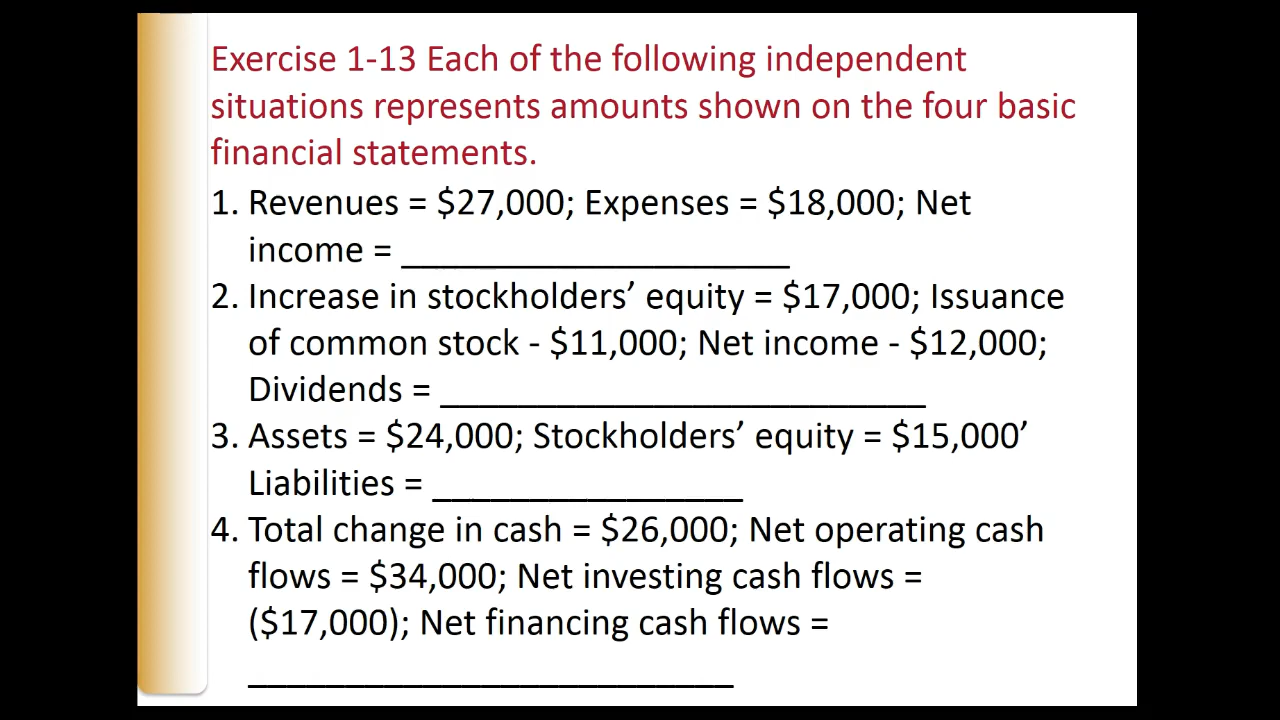 Exercise 1-13 Each of the following independent
situations represents amounts shown on the four basic
financial statements.
1. Revenues = $27,000; Expenses = $18,000; Net
income = ____________________
2. Increase in stockholders’ equity = $17,000; Issuance
of common stock - $11,000; Net income - $12,000;
Dividends = _________________________
3. Assets = $24,000; Stockholders’ equity = $15,000’
Liabilities = ________________
4. Total change in cash = $26,000; Net operating cash
flows = $34,000; Net investing cash flows =
($17,000); Net financing cash flows =
_________________________